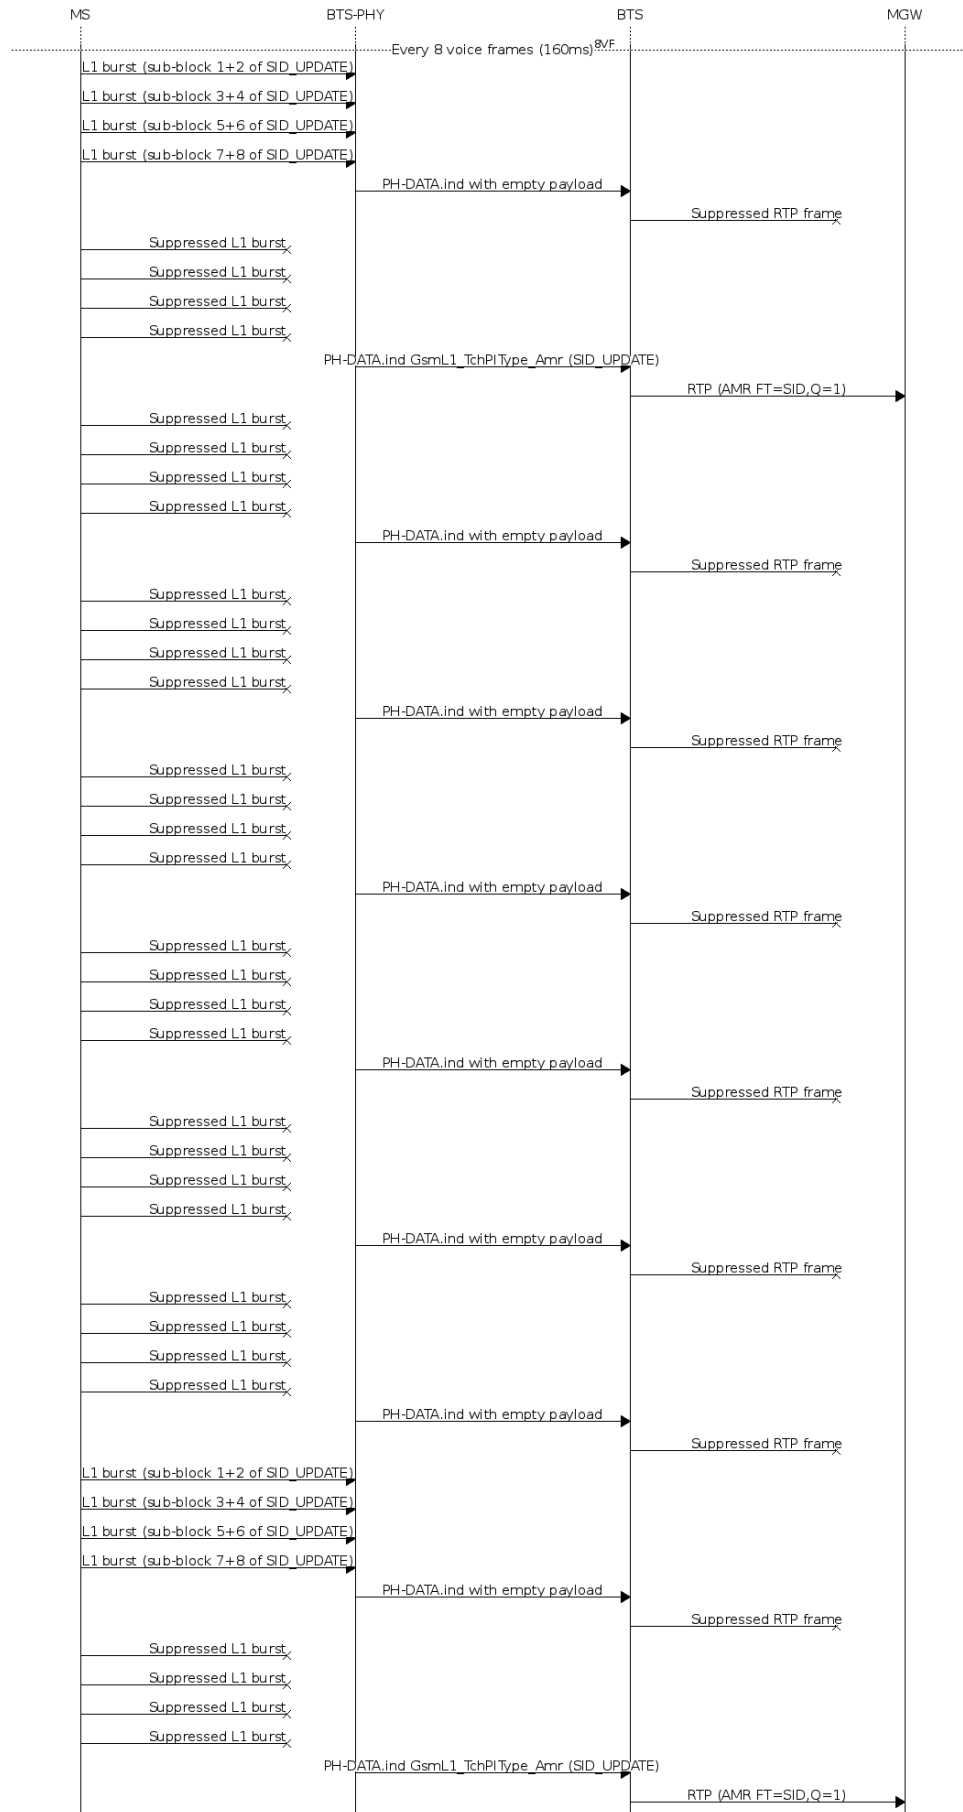 MS BTS-PHY BTS MGW
Every 8 voice frames (160ms) 8VF
L1 burst (sub-block 1+2 of SID_UPDATE)
L1 burst (sub-block 3+4 of SID_UPDATE)
L1 burst (sub-block 5+6 of SID_UPDATE)
L1 burst (sub-block 7+8 of SID_UPDATE)
PH-DATA.ind with empty payload
Suppressed RTP frame
Suppressed L1 burst
Suppressed L1 burst
Suppressed L1 burst
Suppressed L1 burst
PH-DATA.ind GsmL1_TchPlType_Amr (SID_UPDATE)
RTP (AMR FT=SID,Q=1)
Suppressed L1 burst
Suppressed L1 burst
Suppressed L1 burst
Suppressed L1 burst
PH-DATA.ind with empty payload
Suppressed RTP frame
Suppressed L1 burst
Suppressed L1 burst
Suppressed L1 burst
Suppressed L1 burst
PH-DATA.ind with empty payload
Suppressed RTP frame
Suppressed L1 burst
Suppressed L1 burst
Suppressed L1 burst
Suppressed L1 burst
PH-DATA.ind with empty payload
Suppressed RTP frame
Suppressed L1 burst
Suppressed L1 burst
Suppressed L1 burst
Suppressed L1 burst
PH-DATA.ind with empty payload
Suppressed RTP frame
Suppressed L1 burst
Suppressed L1 burst
Suppressed L1 burst
Suppressed L1 burst
PH-DATA.ind with empty payload
Suppressed RTP frame
Suppressed L1 burst
Suppressed L1 burst
Suppressed L1 burst
Suppressed L1 burst
PH-DATA.ind with empty payload
Suppressed RTP frame
L1 burst (sub-block 1+2 of SID_UPDATE)
L1 burst (sub-block 3+4 of SID_UPDATE)
L1 burst (sub-block 5+6 of SID_UPDATE)
L1 burst (sub-block 7+8 of SID_UPDATE)
PH-DATA.ind with empty payload
Suppressed RTP frame
Suppressed L1 burst
Suppressed L1 burst
Suppressed L1 burst
Suppressed L1 burst
PH-DATA.ind GsmL1_TchPlType_Amr (SID_UPDATE)
RTP (AMR FT=SID,Q=1)